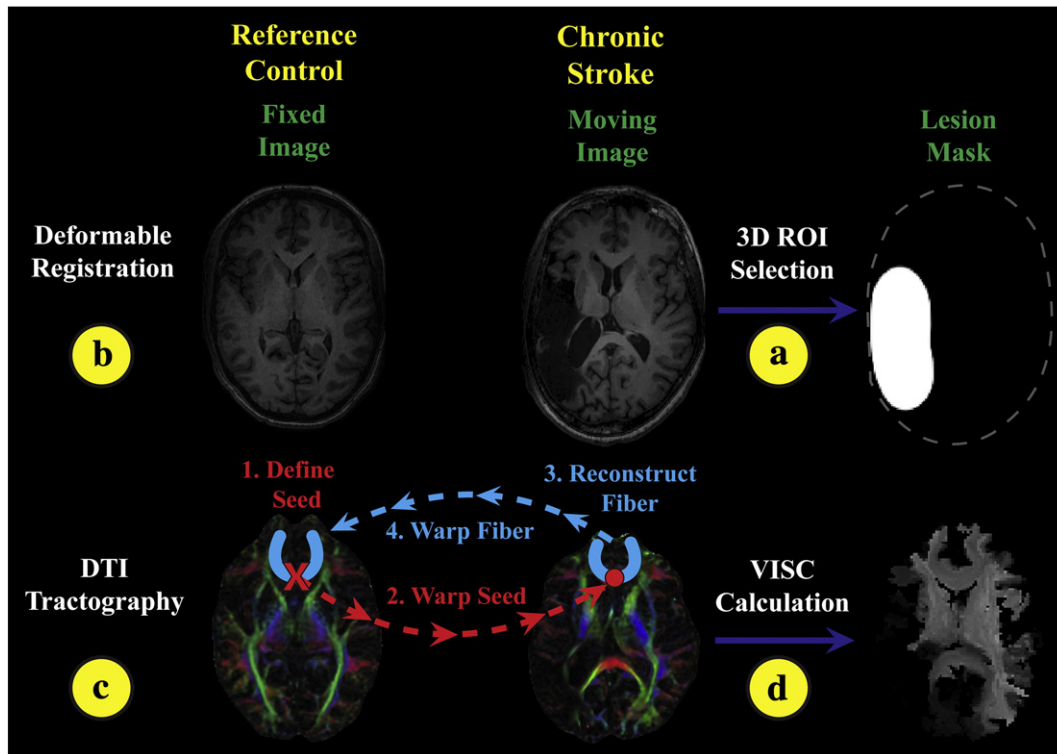 Reference
Control
Chronic
Stroke
Fixed
Image
Moving
Image
Lesion
Mask
Deformable
Registration
3D ROI
Selection
b
a
1. Define
Seed
3. Reconstruct
Fiber
4. Warp Fiber
DTI
Tractography
2. Warp Seed
VISC
Calculation
c
X
d